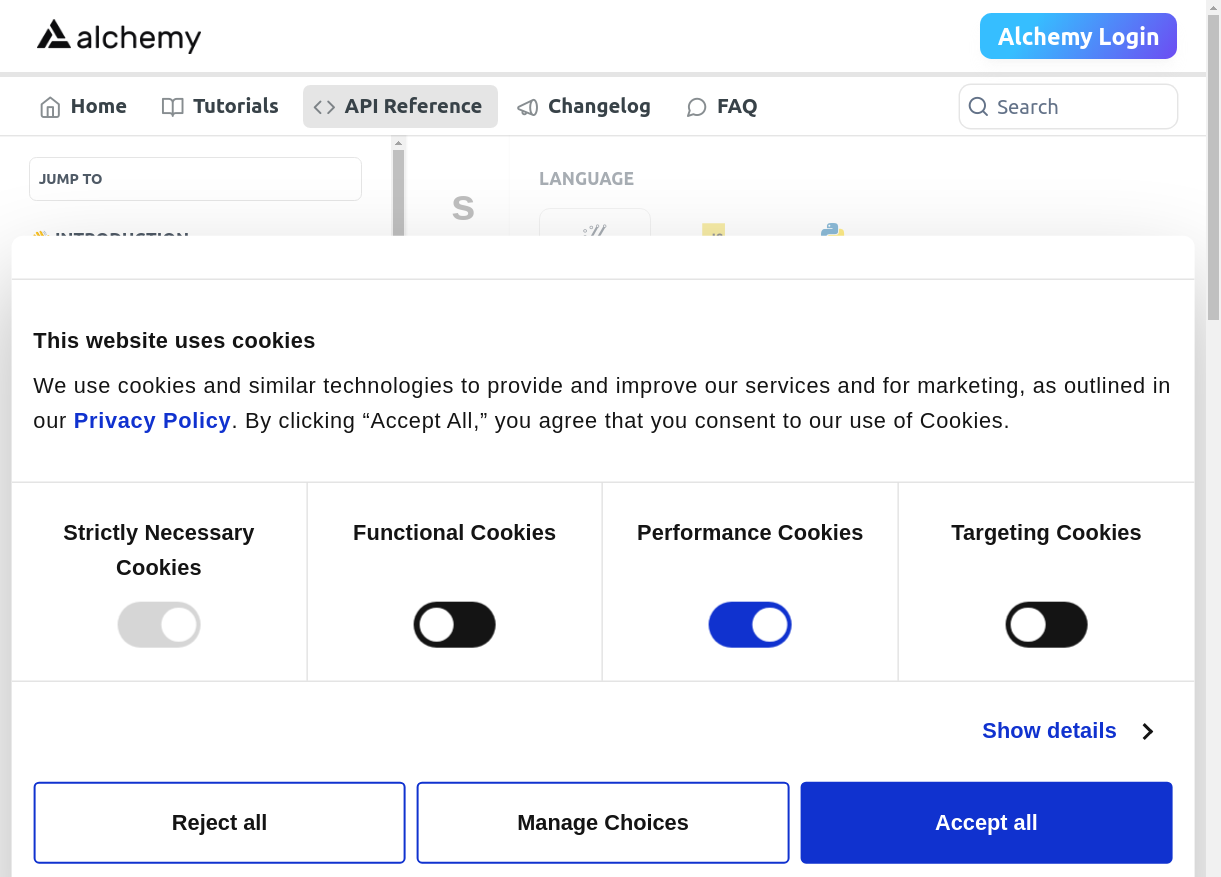 alchemy
Alchemy Login
Home Tutorials API Reference Changelog FAQ Search
JUMP TO
LANGUAGE
S
INTRODUCTION
This website uses cookies
We use cookies and similar technologies to provide and improve our services and for marketing, as outlined in
our Privacy Policy. By clicking “Accept All,” you agree that you consent to our use of Cookies.
Strictly Necessary
Cookies
Functional Cookies
Performance Cookies
Targeting Cookies
Show details
Reject all
Manage Choices
Accept all